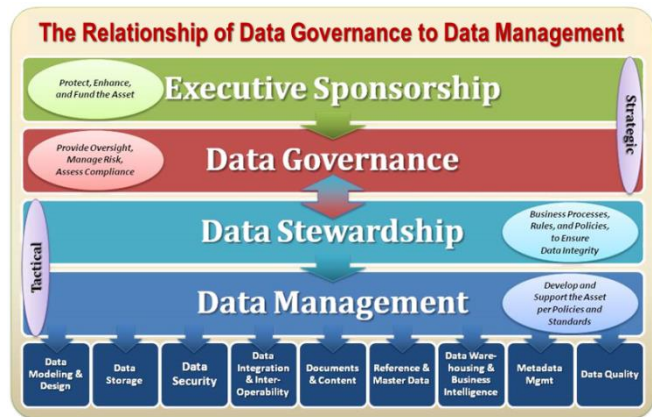 The Relationship of Data Governance to Data Management
Protect, Enhance,
and Fund the Asset
Executive Sponsorship
Strategic
Provide Oversight,
Manage Risk,
Assess Compliance
Data Governance
Tactical
Data Stewardship
Business Processes,
Rules, and Policies,
to Ensure
Data Integrity
Data Management
Develop and
Support the Asset
per Policies and
Standards
Data
Modeling &
Design
Data
Storage
Data
Security
Data
Integration
& Inter-
Operability
Documents
& Content
Reference &
Master Data
Data Ware-
housing &
Business
Intelligence
Metadata
Mgmt
Data Quality